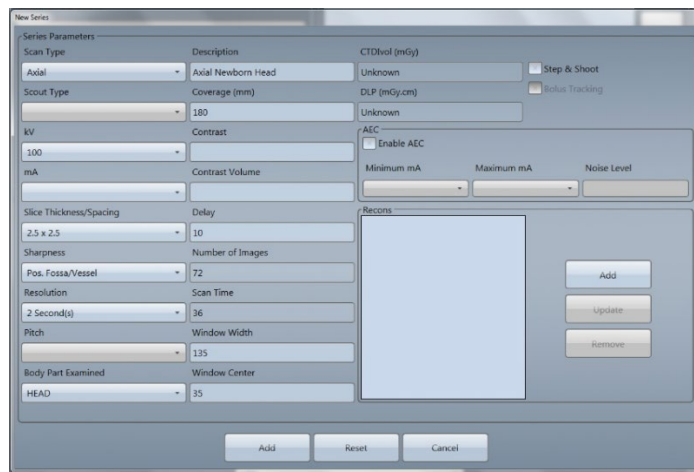 New Series
Series Parameters
Scan Type
Axial
Scout Type
kV
100
mA
Slice Thickness/Spacing
2.5 x 2.5
Sharpness
Pos. Fossa/Vessel
Resolution
2 Second(s)
Pitch
Body Part Examined
HEAD
Description
Axial Newborn Head
Coverage (mm)
180
Contrast
Contrast Volume
Delay
10
Number of Images
72
Scan Time
36
Window Width
135
Window Center
35
CTDIvol (mGy)
Unknown
DLP (mGy.cm)
Unknown
Step & Shoot
Bolus Tracking
AEC
Enable AEC
Minimum mA
Maximum mA
Noise Level
Recons
Add
Update
Remove
Add
Reset
Cancel